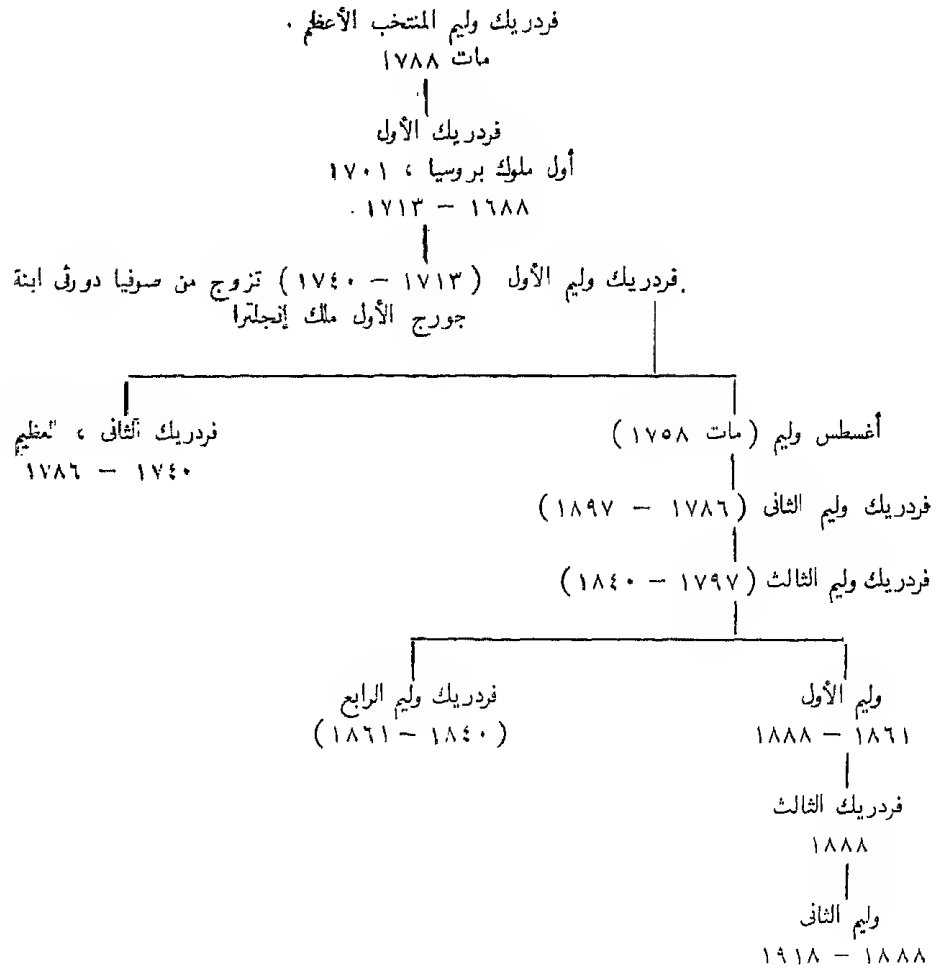 فردريك وليم المنتخب الأعظم .
مات ١٧٨٨
فردريك الأول
أول ملوك بروسيا ، ١٧٠١
١٦٨٨ – ١٧١٣ .
فردريك وليم الأول (١٧١٣ – ١٧٤٠) تزوج من صوفيا دورثى ابنة
جورج الأول ملك إنجلترا
أغسطس وليم (مات ١٧٥٨)
فردريك الثانى ، العظيم
١٧٤٠ – ١٧٨٦
فردريك وليم الثانى (١٧٨٦ – ١٨٩٧)
فردريك وليم الثالث (١٧٩٧ – ١٨٤٠)
وليم الأول
١٨٦١ – ١٨٨٨
فردريك وليم الرابع
(١٨٤٠ – ١٨٦١)
فردريك الثالث
١٨٨٨
وليم الثانى
١٨٨٨ – ١٩١٨